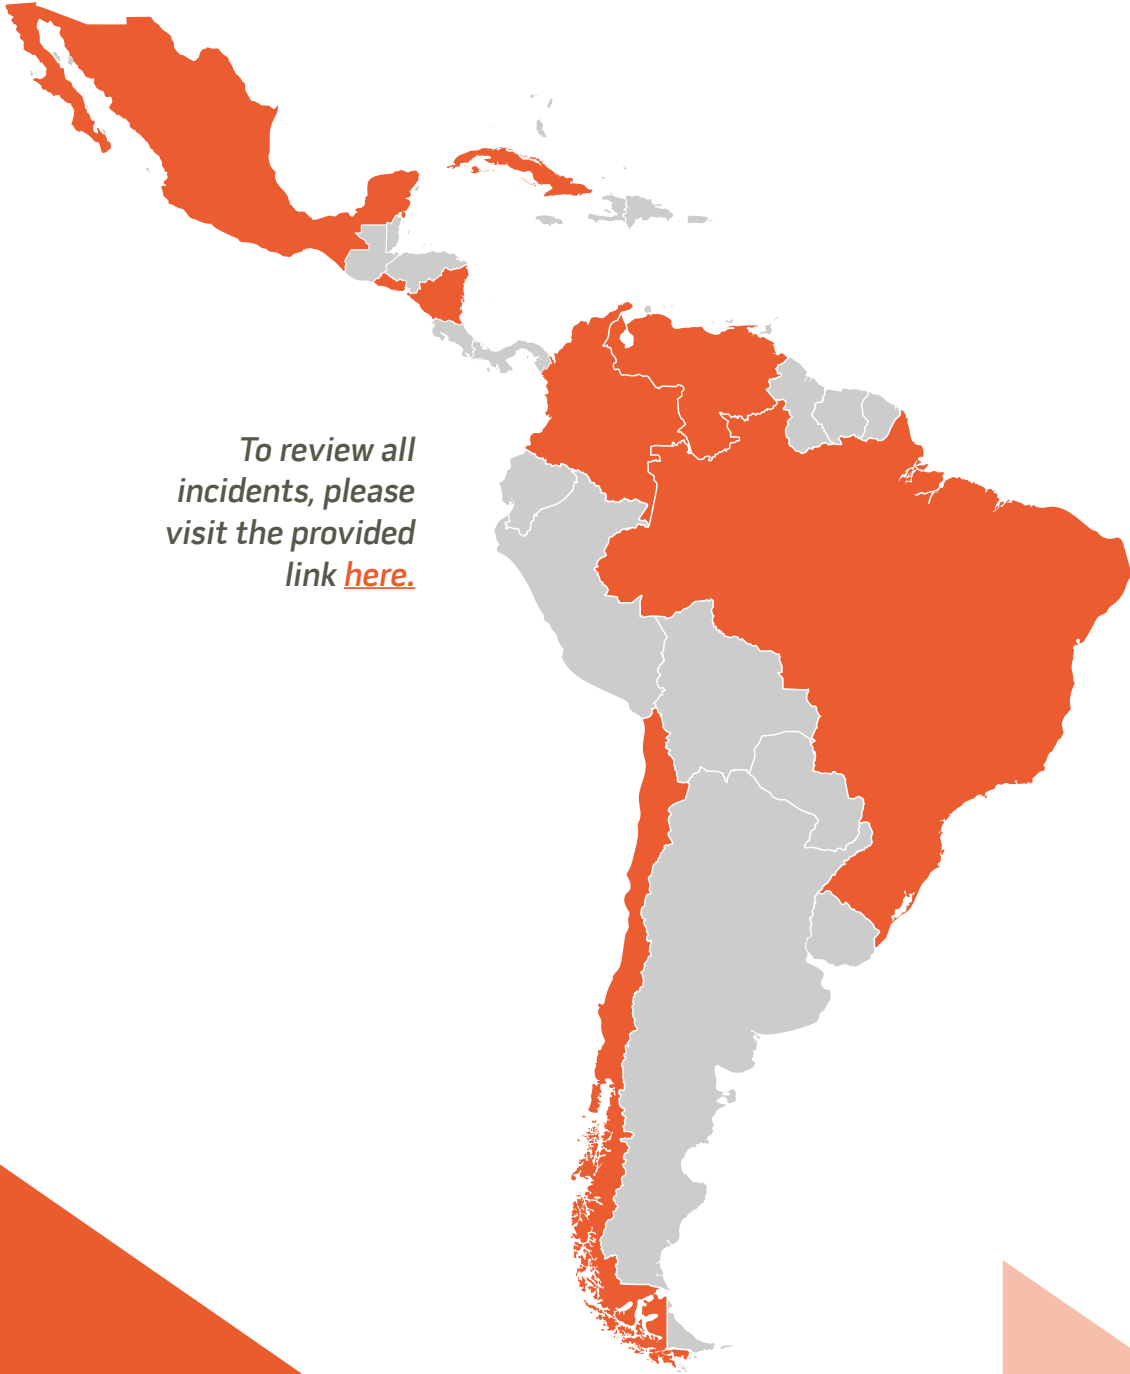 To review all
incidents, please
visit the provided
link here.